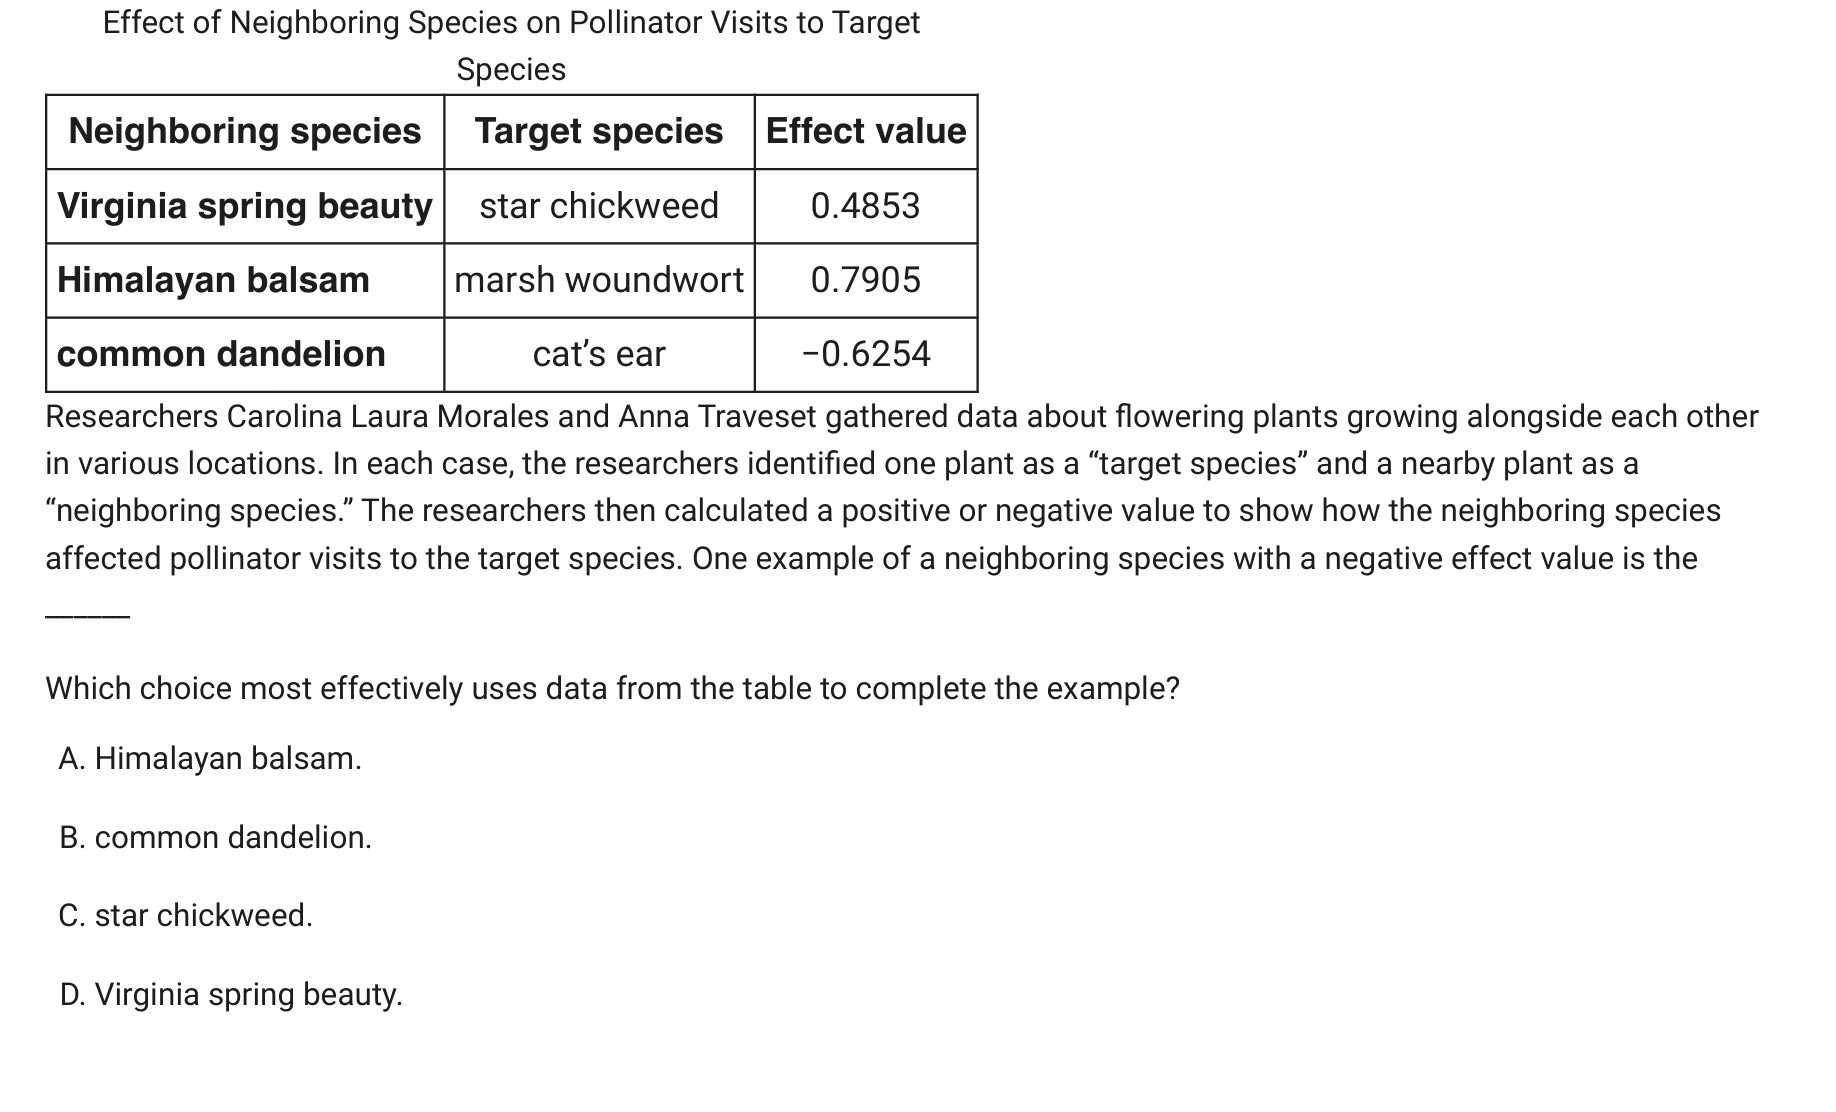 Effect of Neighboring Species on Pollinator Visits to Target
Species
Neighboring species Target species Effect value
Virginia spring beauty star chickweed 0.4853
Himalayan balsam marsh woundwort 0.7905
common dandelion cat’s ear −0.6254
Researchers Carolina Laura Morales and Anna Traveset gathered data about flowering plants growing alongside each other
in various locations. In each case, the researchers identified one plant as a “target species” and a nearby plant as a
“neighboring species.” The researchers then calculated a positive or negative value to show how the neighboring species
affected pollinator visits to the target species. One example of a neighboring species with a negative effect value is the
______
Which choice most effectively uses data from the table to complete the example?
A. Himalayan balsam.
B. common dandelion.
C. star chickweed.
D. Virginia spring beauty.